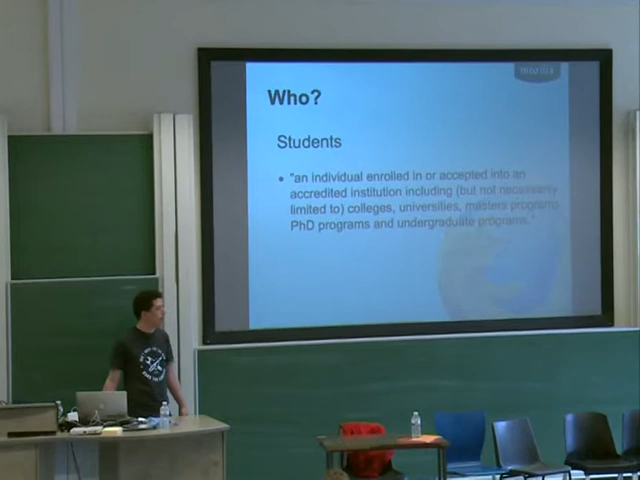 mozilla
Who?
Students
• "an individual enrolled in or accepted into an
accredited institution including (but not necessarily
limited to) colleges, universities, masters programs,
PhD programs and undergraduate programs."